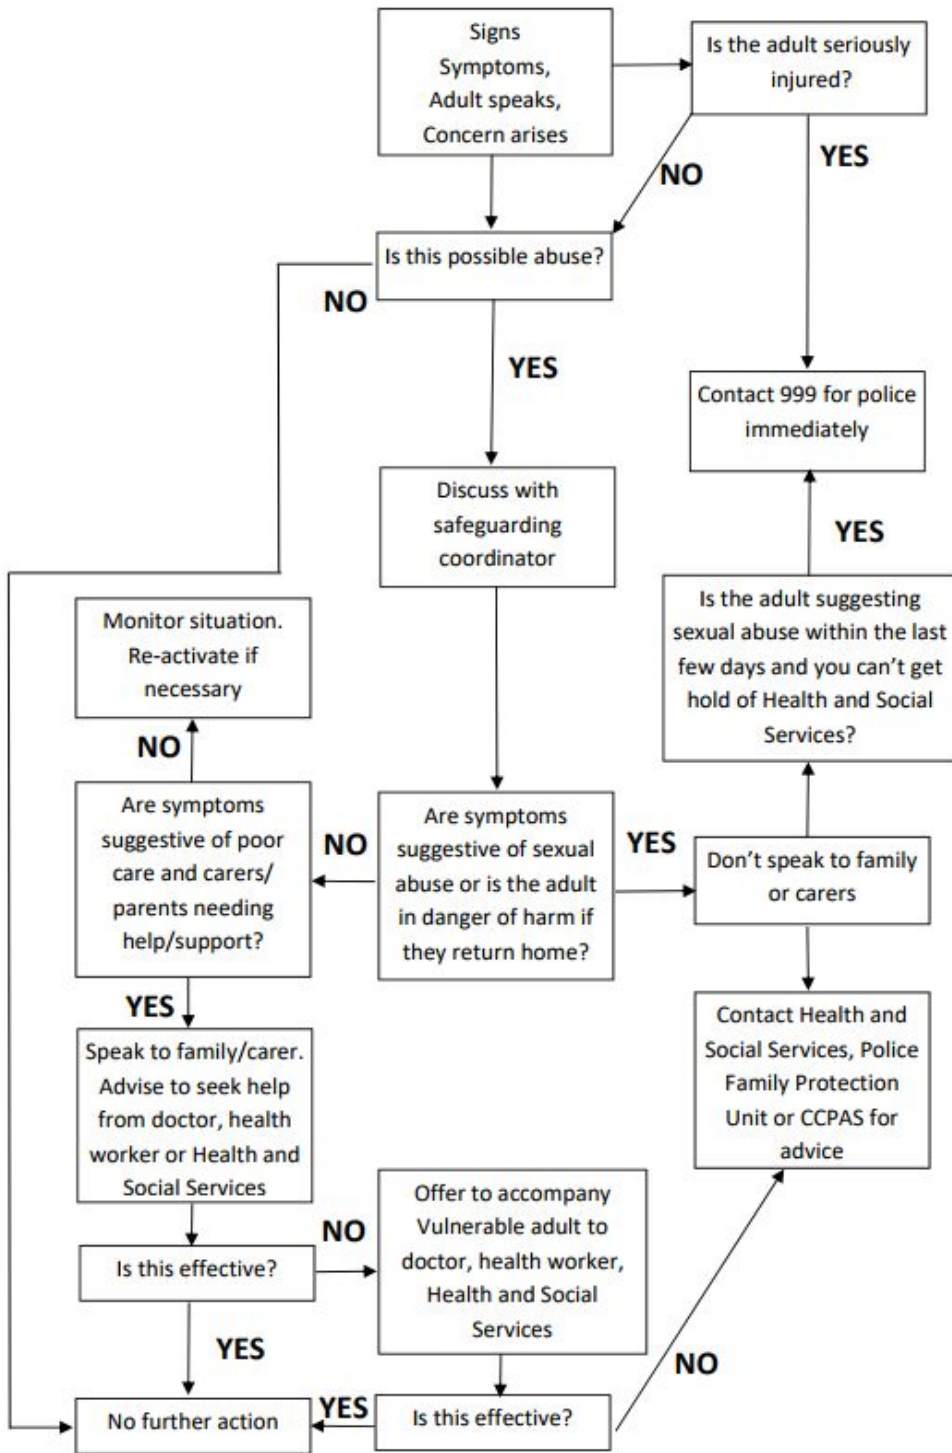 Signs
Symptoms,
Adult speaks,
Concern arises
Is the adult seriously
injured?
YES
NO
Is this possible abuse?
NO
YES
Contact 999 for police
immediately
Discuss with
safeguarding
coordinator
YES
Is the adult suggesting
sexual abuse within the last
few days and you can’t get
hold of Health and Social
Services?
Monitor situation.
Re-activate if
necessary
NO
Are symptoms
suggestive of poor
care and carers/
parents needing
help/support?
NO
Are symptoms
suggestive of sexual
abuse or is the adult
in danger of harm if
they return home?
YES
Don’t speak to family
or carers
YES
Speak to family/carer.
Advise to seek help
from doctor, health
worker or Health and
Social Services
Contact Health and
Social Services, Police
Family Protection
Unit or CCPAS for
advice
Is this effective?
NO
Offer to accompany
Vulnerable adult to
doctor, health worker,
Health and Social
Services
YES
NO
No further action
YES
Is this effective?